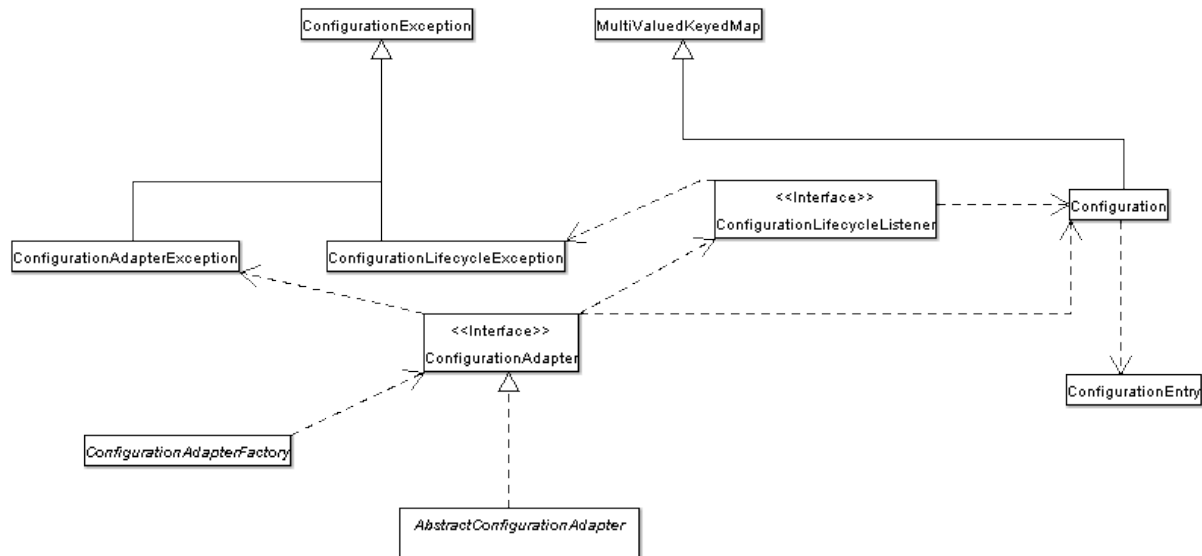 ConfigurationException
MultiValuedKeyedMap
<<Interface>>
ConfigurationLifecycleListener
Configuration
ConfigurationAdapterException
ConfigurationLifecycleException
<<Interface>>
ConfigurationAdapter
ConfigurationEntry
ConfigurationAdapterFactory
AbstractConfigurationAdapter